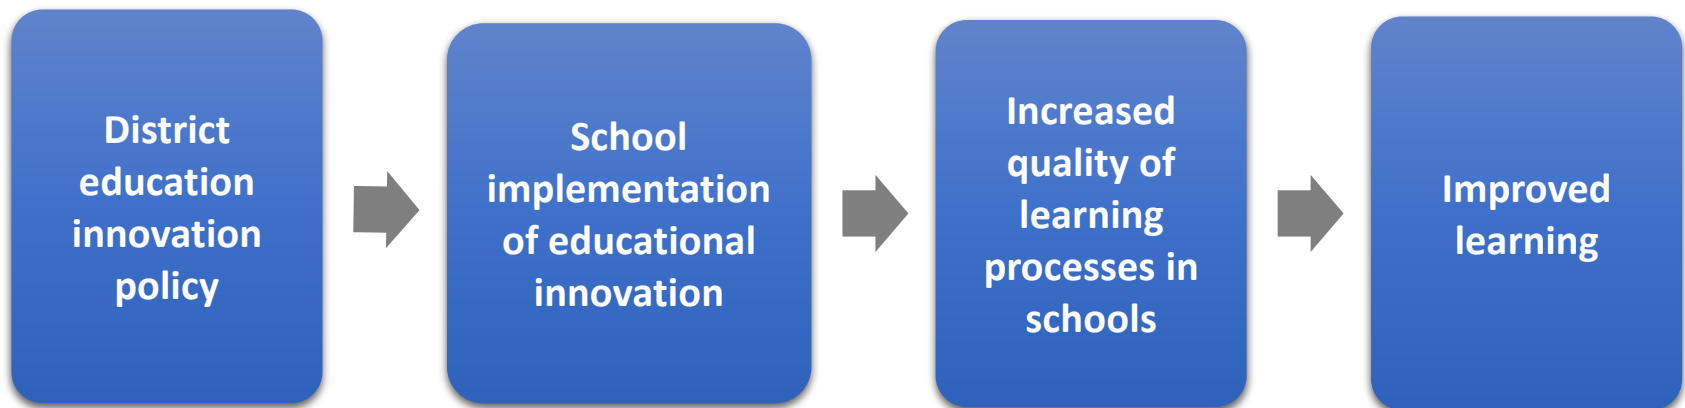 District
education
innovation
policy
School
implementation
of educational
innovation
Increased
quality of
learning
processes in
schools
Improved
learning